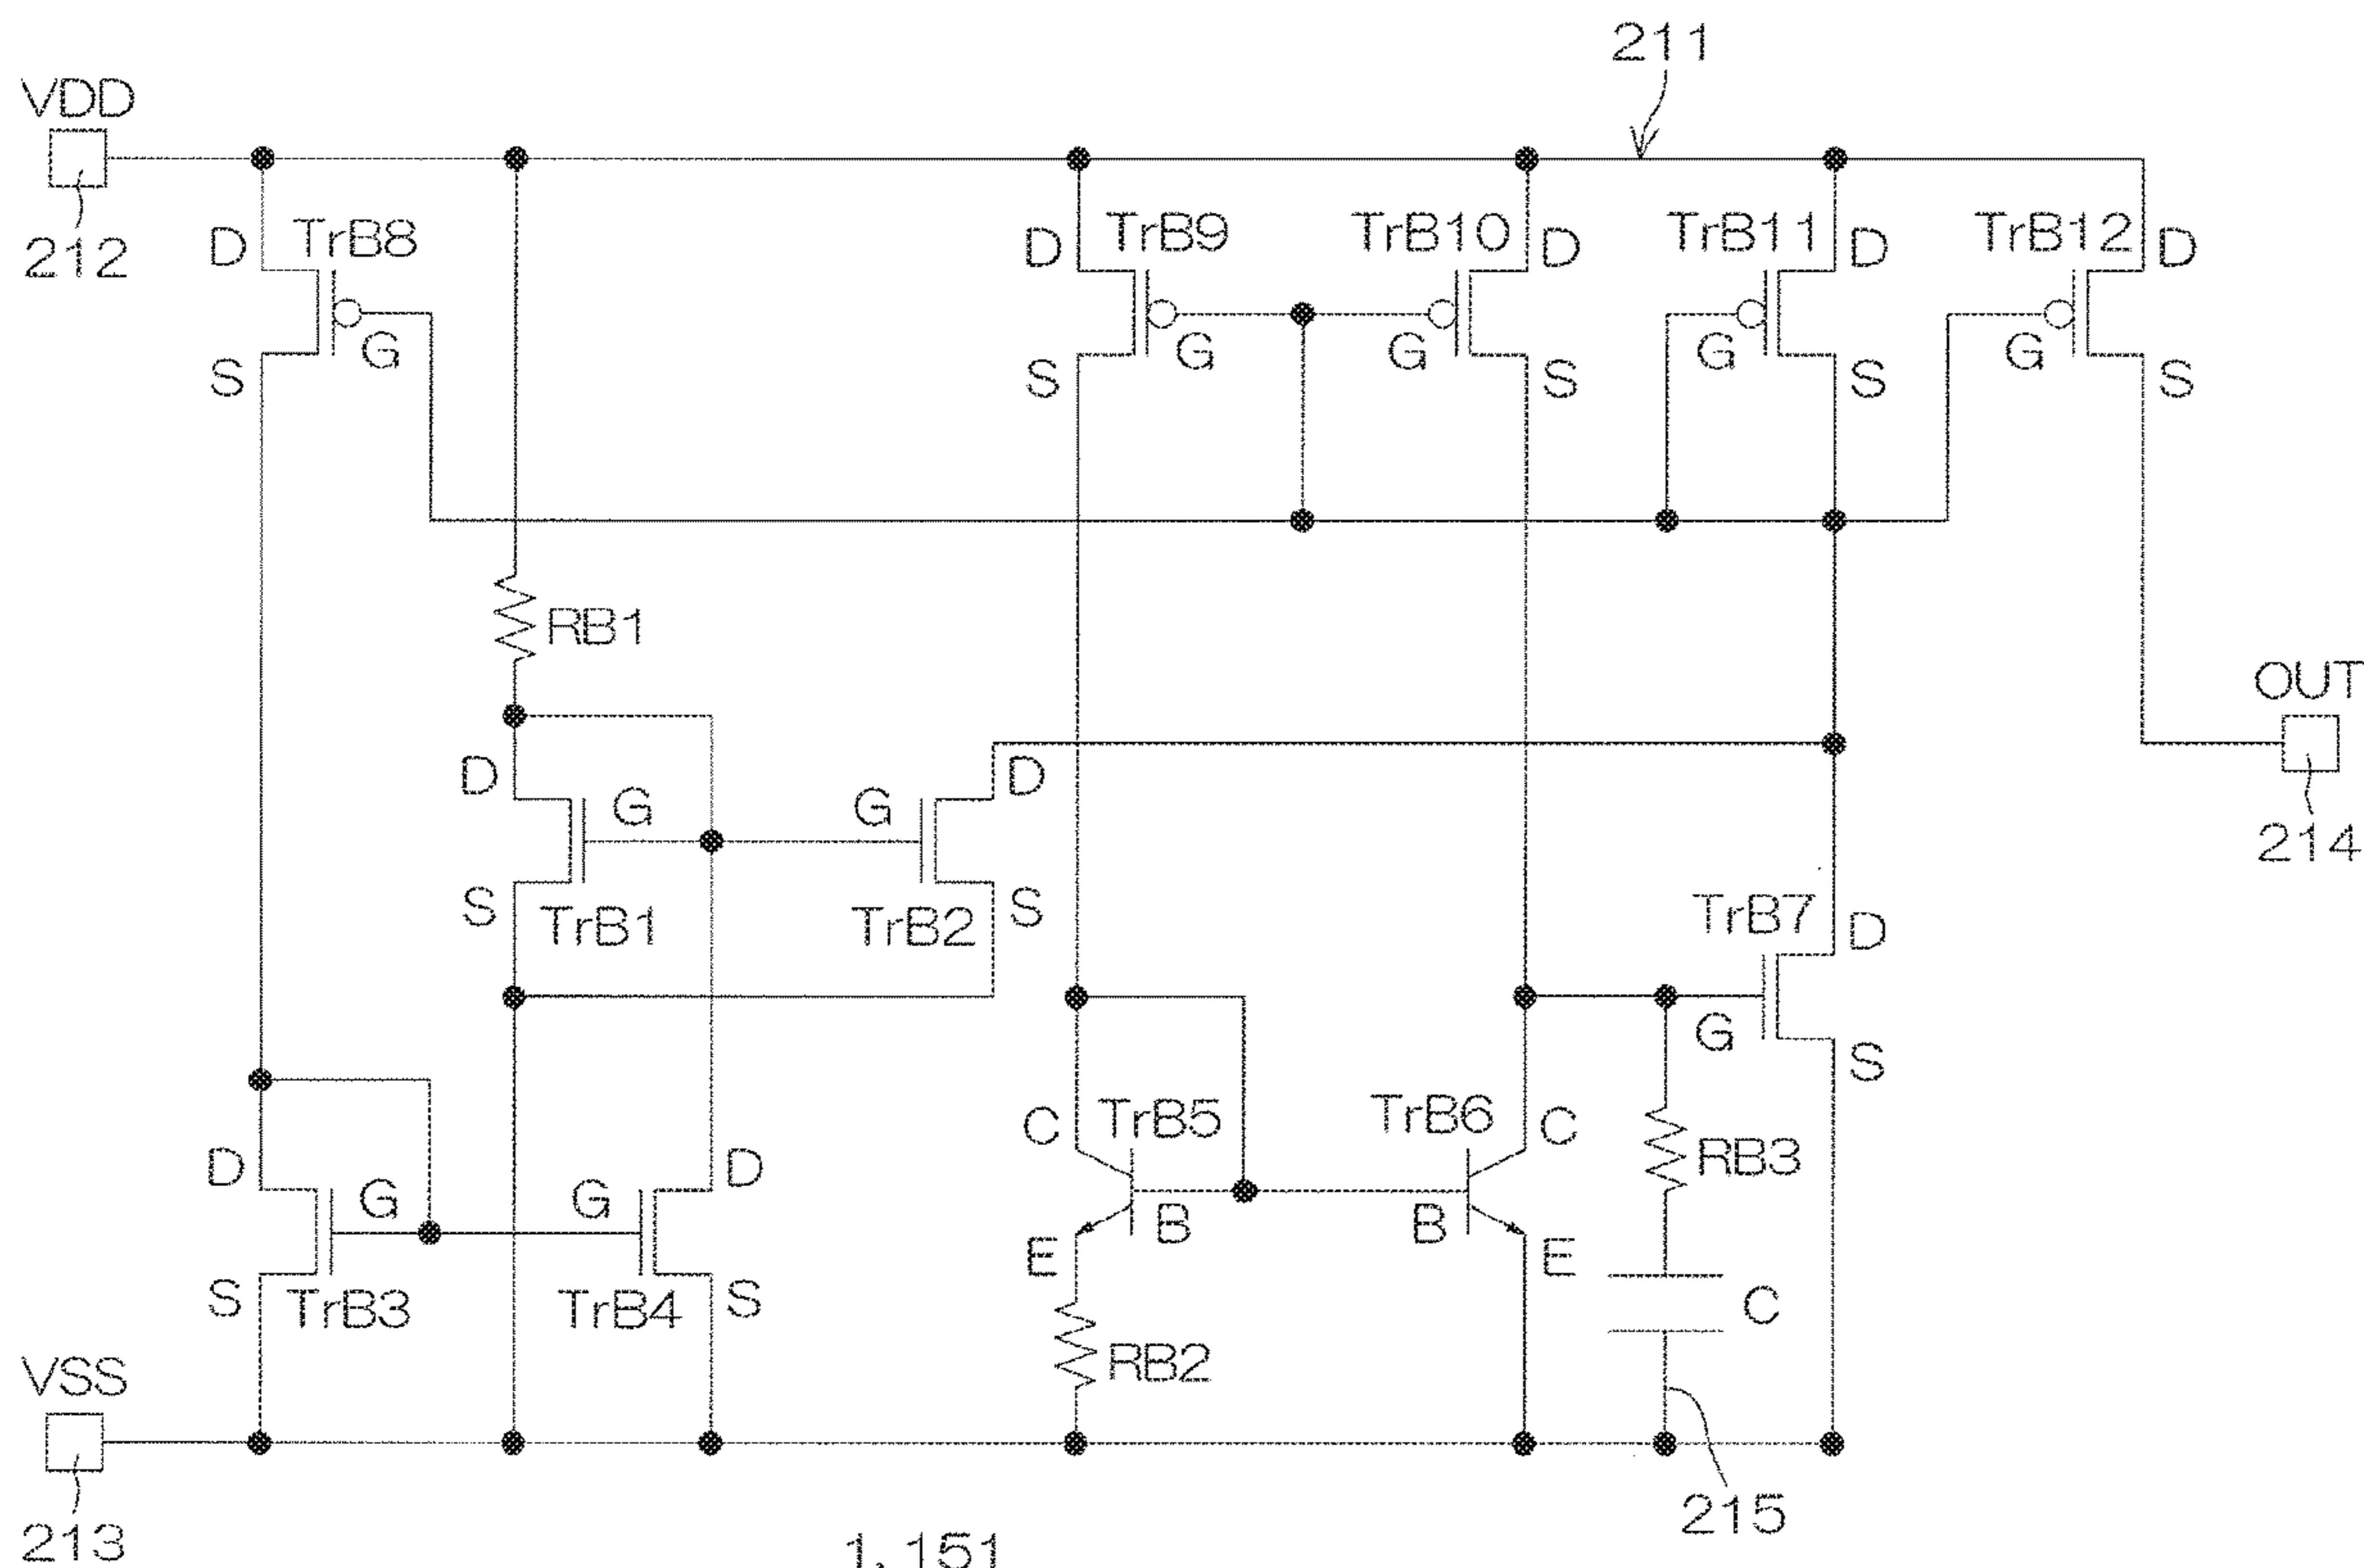 211
VDD
212
D TrB8
G
S
D TrB9
G
S
TrB10 D
G
S
TrB11 D
G
S
TrB12 D
G
S
RB1
OUT
214
D
G
S
TrB1
G
D
S
TrB2
TrB7
D
G
S
D
G
S
TrB3
G
D
S
TrB4
C
TrB5
B
E
RB2
TrB6
C
B
E
RB3
C
VSS
213
215
1, 151